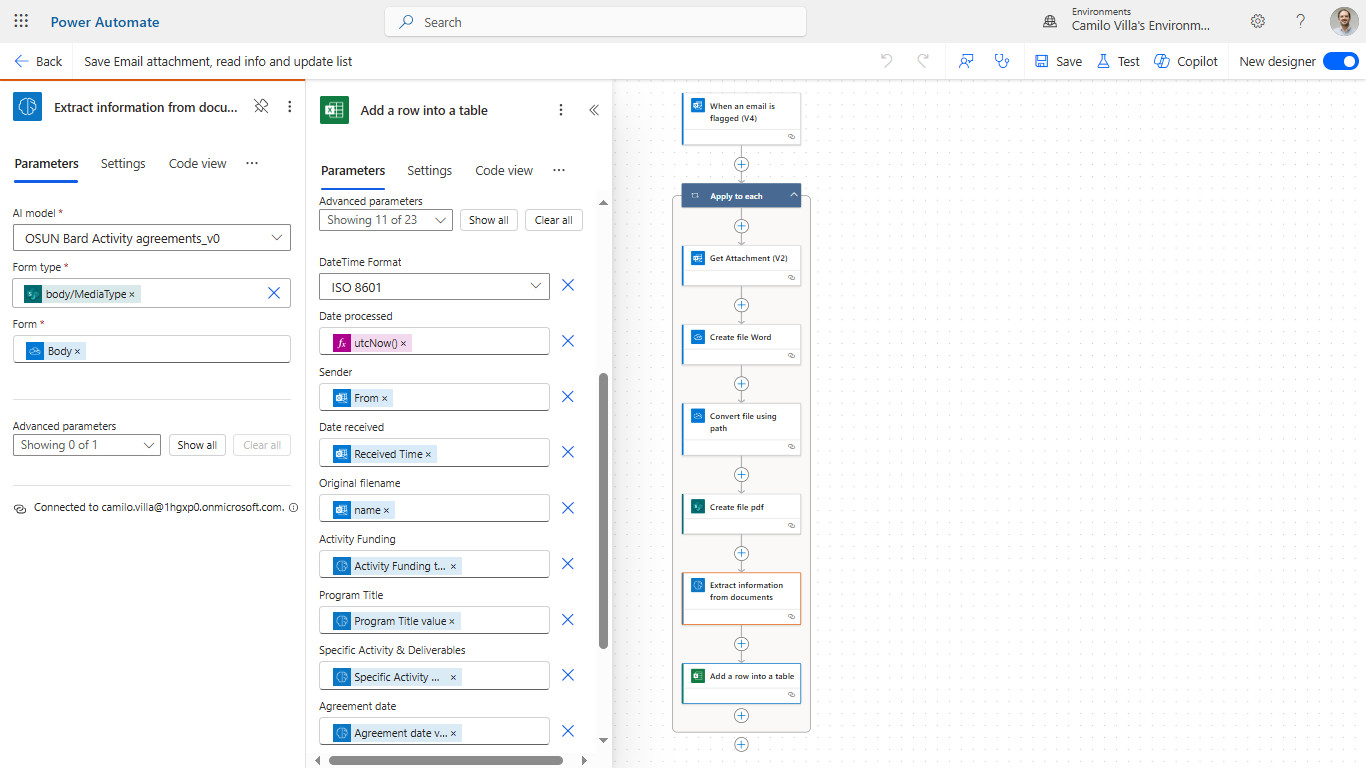 Power Automate
Search
Environments
Camilo Villa's Environm...
?
Back
Save Email attachment, read info and update list
Save
Test
Copilot
New designer
Extract information from docu...
Parameters
Settings
Code view
...
AI model *
OSUN Bard Activity agreements_v0
Form type *
body/MediaType ×
Form *
Body ×
Advanced parameters
Showing 0 of 1
Show all
Clear all
Connected to camilo.villa@1hgxp0.onmicrosoft.com.
Add a row into a table
Parameters
Settings
Code view
...
Advanced parameters
Showing 11 of 23
Show all
Clear all
DateTime Format
ISO 8601
Date processed
fx utcNow() ×
Sender
From ×
Date received
Received Time ×
Original filename
name ×
Activity Funding
Activity Funding t... ×
Program Title
Program Title value ×
Specific Activity & Deliverables
Specific Activity ... ×
Agreement date
Agreement date v... ×
When an email is
flagged (V4)
Apply to each
Get Attachment (V2)
Create file Word
Convert file using
path
Create file pdf
Extract information
from documents
Add a row into a table